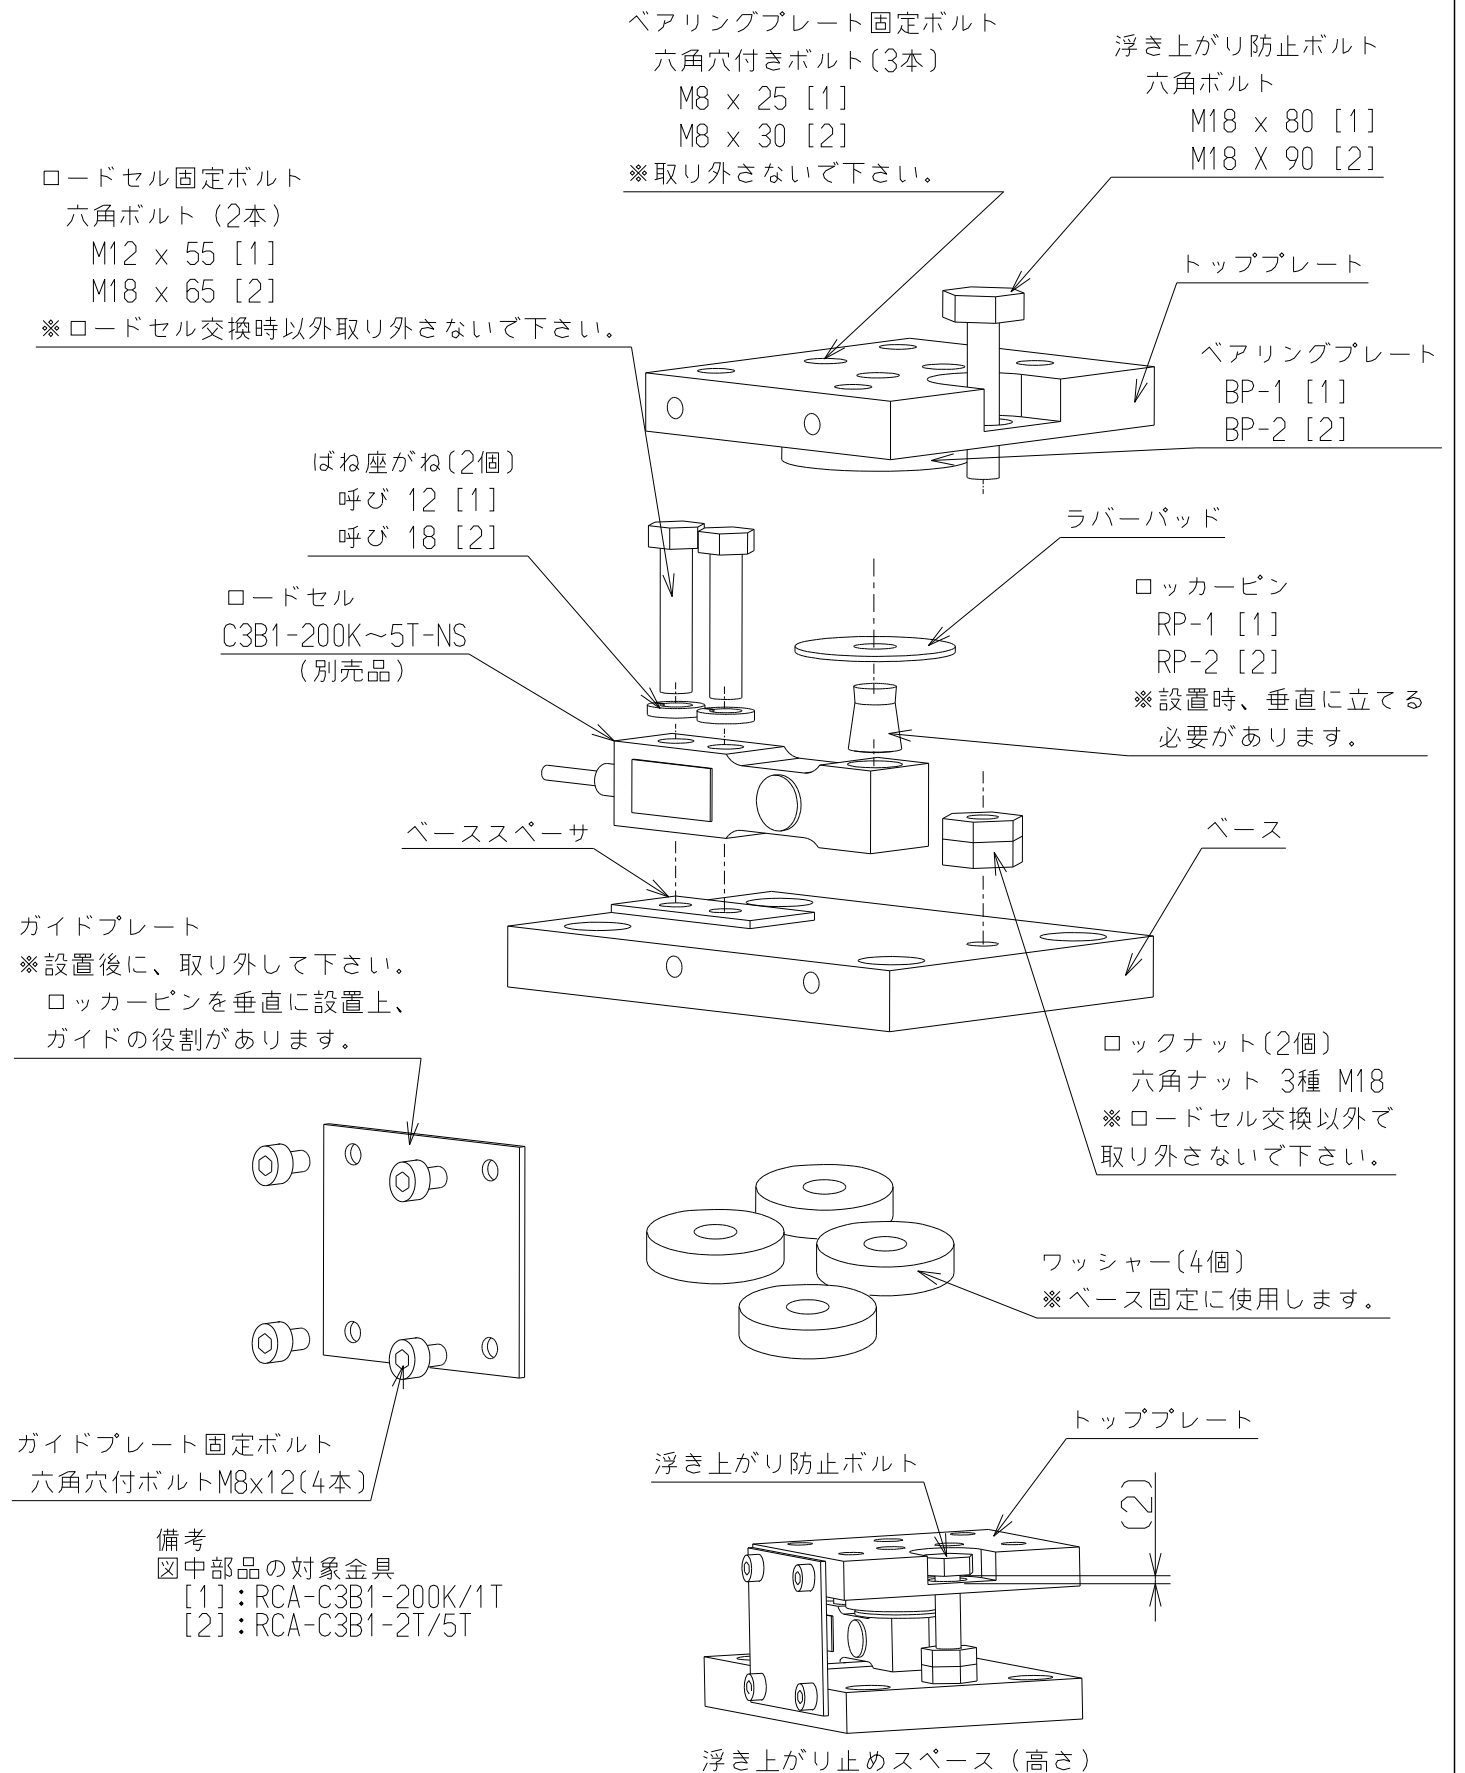 ベアリングプレート固定ボルト
六角穴付きボルト(3本)
M8 x 25 [1]
M8 x 30 [2]
※取り外さないで下さい。
浮き上がり防止ボルト
六角ボルト
M18 x 80 [1]
M18 X 90 [2]
ロードセル固定ボルト
六角ボルト(2本)
M12 x 55 [1]
M18 x 65 [2]
※ロードセル交換時以外取り外さないで下さい。
トッププレート
ベアリングプレート
BP-1 [1]
BP-2 [2]
ばね座がね(2個)
呼び 12 [1]
呼び 18 [2]
ラバーパッド
ロードセル
C3B1-200K～5T-NS
(別売品)
ロッカーピン
RP-1 [1]
RP-2 [2]
※設置時、垂直に立てる
必要があります。
ベーススペーサ
ベース
ガイドプレート
※設置後に、取り外して下さい。
ロッカーピンを垂直に設置上、
ガイドの役割があります。
ロックナット(2個)
六角ナット 3種 M18
※ロードセル交換以外で
取り外さないで下さい。
ワッシャー(4個)
※ベース固定に使用します。
ガイドプレート固定ボルト
六角穴付ボルトM8x12(4本)
備考
図中部品の対象金具
[1]:RCA-C3B1-200K/1T
[2]:RCA-C3B1-2T/5T
トッププレート
浮き上がり防止ボルト
(2)
浮き上がり止めスペース(高さ)